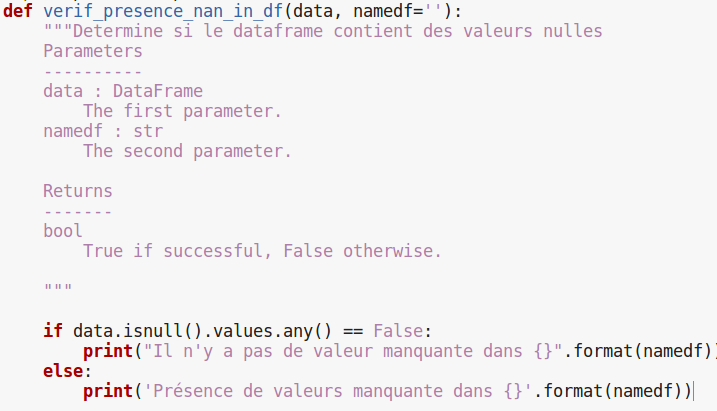 def verif_presence_nan_in_df(data, namedf=''):
    """Determine si le dataframe contient des valeurs nulles
    Parameters
    ----------
    data : DataFrame
        The first parameter.
    namedf : str
        The second parameter.

    Returns
    -------
    bool
        True if successful, False otherwise.

    """

    if data.isnull().values.any() == False:
        print("Il n'y a pas de valeur manquante dans {}".format(namedf))
    else:
        print('Présence de valeurs manquante dans {}'.format(namedf))